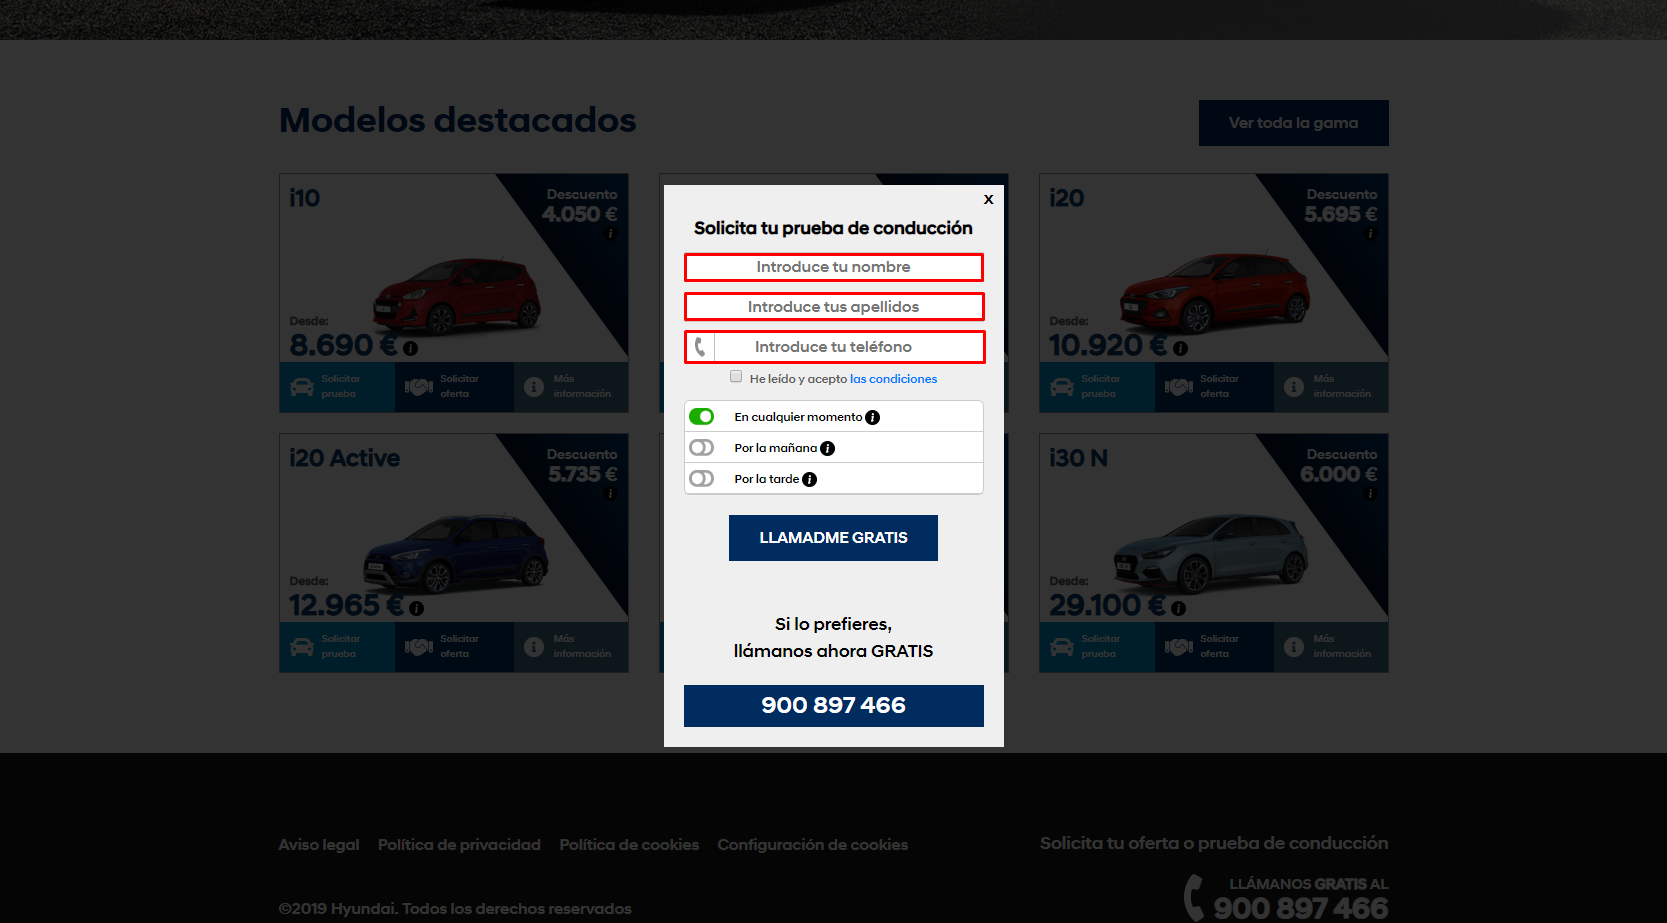 Modelos destacados
Ver toda la gama
i10
Descuento
4.050 €
Desde:
8.690 €
Solicitar
prueba
Solicitar
oferta
Más
información
i20
Descuento
5.695 €
Desde:
10.920 €
Solicitar
prueba
Solicitar
oferta
Más
información
i20 Active
Descuento
5.735 €
Desde:
12.965 €
Solicitar
prueba
Solicitar
oferta
Más
información
i30 N
Descuento
6.000 €
Desde:
29.100 €
Solicitar
prueba
Solicitar
oferta
Más
información
x
Solicita tu prueba de conducción
Introduce tu nombre
Introduce tus apellidos
Introduce tu teléfono
He leído y acepto las condiciones
En cualquier momento
Por la mañana
Por la tarde
LLAMADME GRATIS
Si lo prefieres,
llámanos ahora GRATIS
900 897 466
Aviso legal Política de privacidad Política de cookies Configuración de cookies
©2019 Hyundai. Todos los derechos reservados
Solicita tu oferta o prueba de conducción
LLÁMANOS GRATIS AL
900 897 466